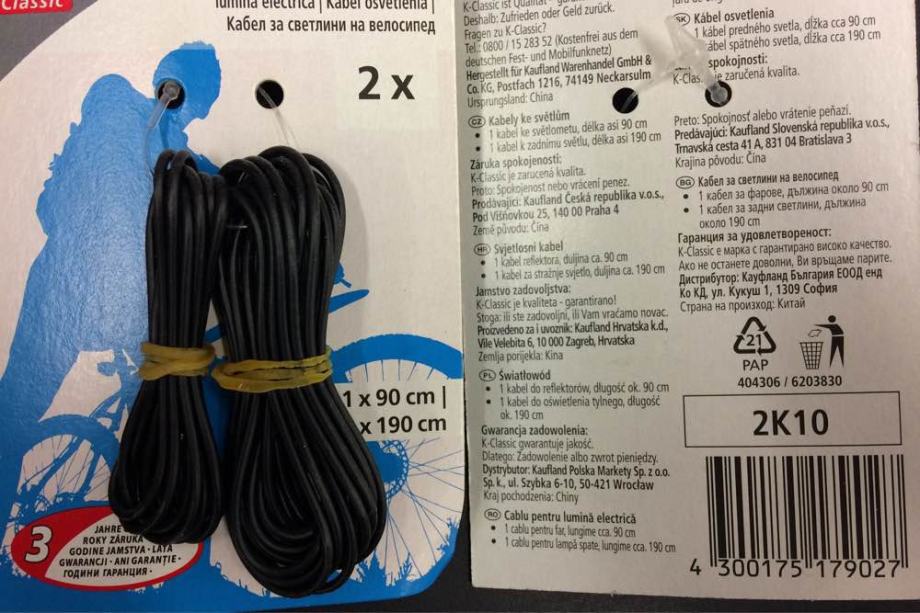 Classic
lumină electrică | Kabel osvetlenia |
Кабел за светлини на велосипед
2 x
1 x 90 cm |
x 190 cm
3
JAHRE
ROKY ZÁRUKA
GODINE JAMSTVA · LATA
GWARANCJI · ANI GARANȚIE ·
ГОДИНИ ГАРАНЦИЯ ·
K-Classic ist Qualität -
Deshalb: Zufrieden oder Geld zurück.
Fragen zu K-Classic?
Tel.: 0800 / 15 283 52 (Kostenfrei aus dem
deutschen Fest- und Mobilfunknetz)
Hergestellt für Kaufland Warenhandel GmbH &
Co. KG, Postfach 1216, 74149 Neckarsulm
Ursprungsland: China
CZ Kabely ke světlům
• 1 kabel ke světlometu, délka asi 90 cm
• 1 kabel k zadnímu světlu, délka asi 190 cm
Záruka spokojenosti:
K-Classic je zaručená kvalita.
Proto: Spokojenost nebo vrácení penez.
Prodávající: Kaufland Česká republika v.o.s.,
Pod Višňovkou 25, 140 00 Praha 4
Země původu: Čína
HR Svjetlosni kabel
• 1 kabel reflektora, duljina ca. 90 cm
• 1 kabel za stražnje svjetlo, duljina ca. 190 cm
Jamstvo zadovoljstva:
K-Classic je kvaliteta - garantirano!
Stoga: ili ste zadovoljni, ili Vam vraćamo novac.
Proizvedeno za i uvoznik: Kaufland Hrvatska k.d.,
Vile Velebita 6, 10 000 Zagreb, Hrvatska
Zemlja porijekla: Kina
PL Światłowód
• 1 kabel do reflektorów, długość ok. 90 cm
• 1 kabel do oświetlenia tylnego, długość
ok. 190 cm
Gwarancja zadowolenia:
K-Classic gwarantuje jakość.
Dlatego: Zadowolenie albo zwrot pieniędzy.
Dystrybutor: Kaufland Polska Markety Sp. z o.o.
Sp. k., ul. Szybka 6-10, 50-421 Wrocław
Kraj pochodzenia: Chiny
RO Cablu pentru lumină electrică
• 1 cablu pentru far, lungime cca. 90 cm
• 1 cablu pentru lampă spate, lungime cca. 190 cm
SK Kábel osvetlenia
1 kábel predného svetla, dĺžka cca 90 cm
kábel spätného svetla, dĺžka cca 190 cm
spokojnosti:
K-Classic je zaručená kvalita.
Preto: Spokojnosť alebo vrátenie peňazí.
Predávajúci: Kaufland Slovenská republika v.o.s.,
Trnavská cesta 41 A, 831 04 Bratislava 3
Krajina pôvodu: Čína
BG Кабел за светлини на велосипед
• 1 кабел за фарове, дължина около 90 cm
• 1 кабел за задни светлини, дължина
около 190 cm
Гаранция за удовлетвореност:
K-Classic е марка с гарантирано високо качество.
Ако не останете доволни, Ви връщаме парите.
Дистрибутор: Кауфланд България ЕООД енд
Ко КД, ул. Кукуш 1, 1309 София
Страна на произход: Китай
21
PAP
404306 / 6203830
2K10
4 300175 179027